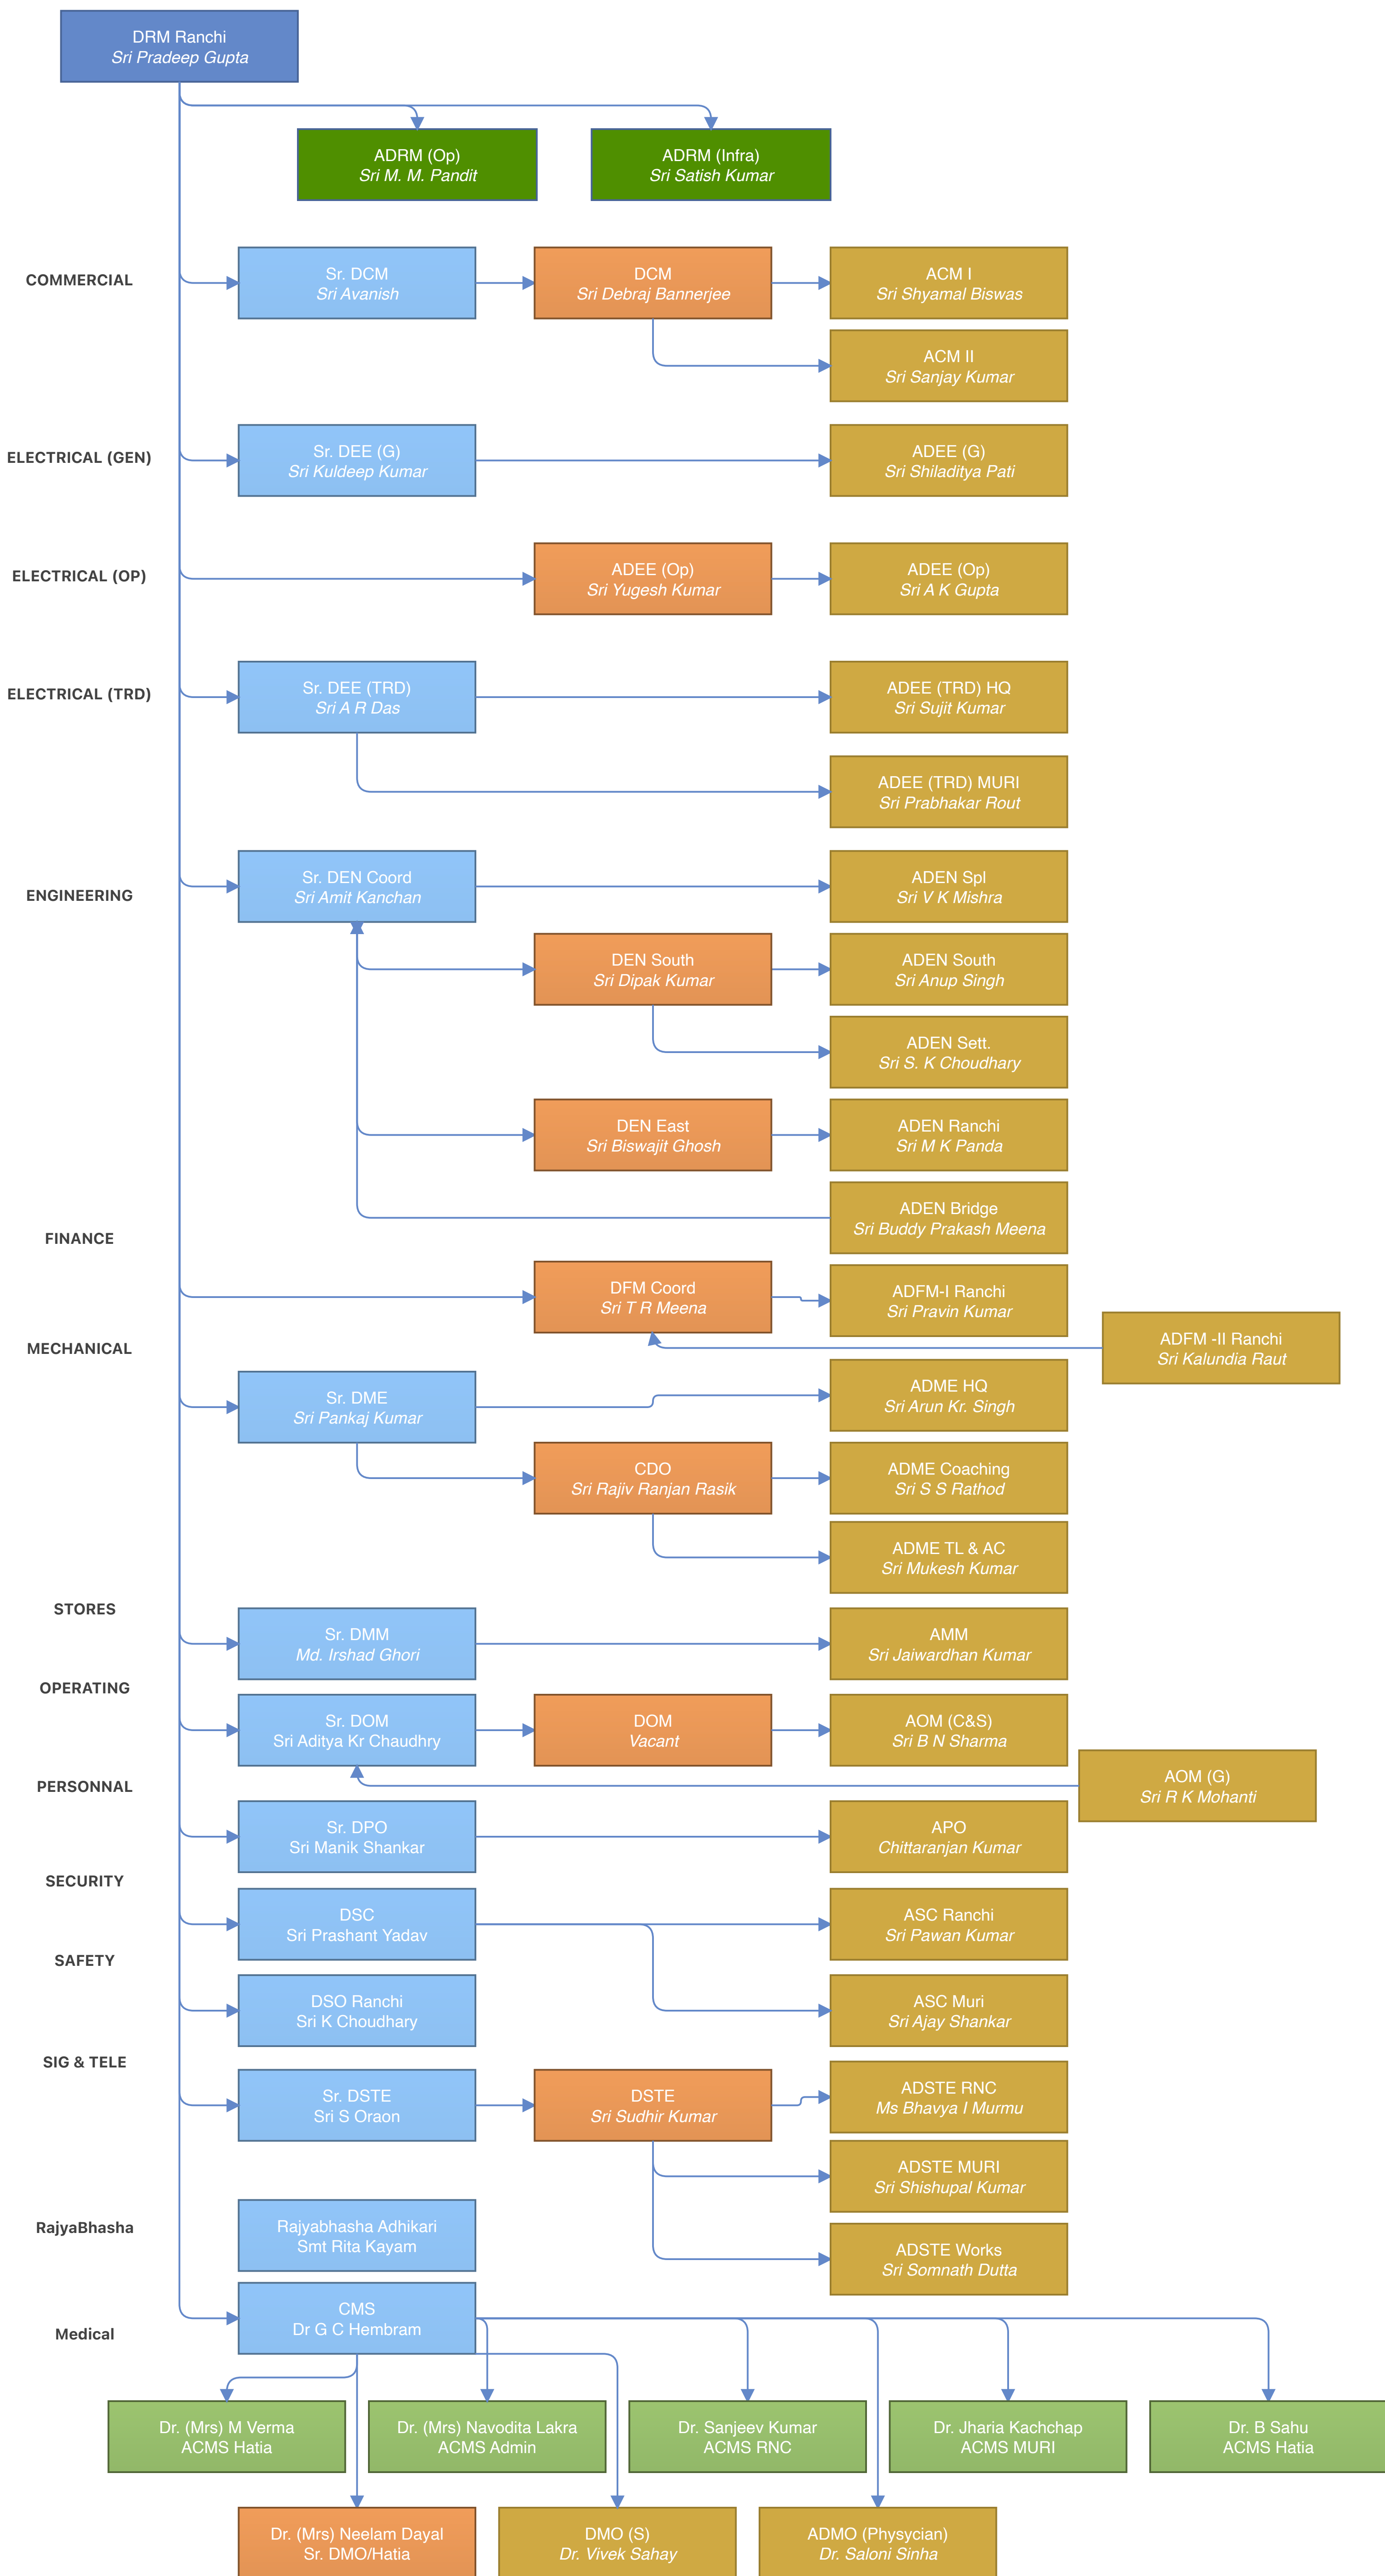 DRM Ranchi
Sri Pradeep Gupta
ADRM (Op)
Sri M. M. Pandit
ADRM (Infra)
Sri Satish Kumar
COMMERCIAL
Sr. DCM
Sri Avanish
DCM
Sri Debraj Bannerjee
ACM I
Sri Shyamal Biswas
ACM II
Sri Sanjay Kumar
ELECTRICAL (GEN)
Sr. DEE (G)
Sri Kuldeep Kumar
ADEE (G)
Sri Shiladitya Pati
ELECTRICAL (OP)
ADEE (Op)
Sri Yugesh Kumar
ADEE (Op)
Sri A K Gupta
ELECTRICAL (TRD)
Sr. DEE (TRD)
Sri A R Das
ADEE (TRD) HQ
Sri Sujit Kumar
ADEE (TRD) MURI
Sri Prabhakar Rout
ENGINEERING
Sr. DEN Coord
Sri Amit Kanchan
ADEN Spl
Sri V K Mishra
DEN South
Sri Dipak Kumar
ADEN South
Sri Anup Singh
ADEN Sett.
Sri S. K Choudhary
DEN East
Sri Biswajit Ghosh
ADEN Ranchi
Sri M K Panda
ADEN Bridge
Sri Buddy Prakash Meena
FINANCE
DFM Coord
Sri T R Meena
ADFM-I Ranchi
Sri Pravin Kumar
ADFM -II Ranchi
Sri Kalundia Raut
MECHANICAL
Sr. DME
Sri Pankaj Kumar
ADME HQ
Sri Arun Kr. Singh
CDO
Sri Rajiv Ranjan Rasik
ADME Coaching
Sri S S Rathod
ADME TL & AC
Sri Mukesh Kumar
STORES
Sr. DMM
Md. Irshad Ghori
AMM
Sri Jaiwardhan Kumar
OPERATING
Sr. DOM
Sri Aditya Kr Chaudhry
DOM
Vacant
AOM (C&S)
Sri B N Sharma
AOM (G)
Sri R K Mohanti
PERSONNAL
Sr. DPO
Sri Manik Shankar
APO
Chittaranjan Kumar
SECURITY
DSC
Sri Prashant Yadav
ASC Ranchi
Sri Pawan Kumar
SAFETY
DSO Ranchi
Sri K Choudhary
ASC Muri
Sri Ajay Shankar
SIG & TELE
Sr. DSTE
Sri S Oraon
DSTE
Sri Sudhir Kumar
ADSTE RNC
Ms Bhavya I Murmu
ADSTE MURI
Sri Shishupal Kumar
RajyaBhasha
Rajyabhasha Adhikari
Smt Rita Kayam
ADSTE Works
Sri Somnath Dutta
Medical
CMS
Dr G C Hembram
Dr. (Mrs) M Verma
ACMS Hatia
Dr. (Mrs) Navodita Lakra
ACMS Admin
Dr. Sanjeev Kumar
ACMS RNC
Dr. Jharia Kachchap
ACMS MURI
Dr. B Sahu
ACMS Hatia
Dr. (Mrs) Neelam Dayal
Sr. DMO/Hatia
DMO (S)
Dr. Vivek Sahay
ADMO (Physycian)
Dr. Saloni Sinha